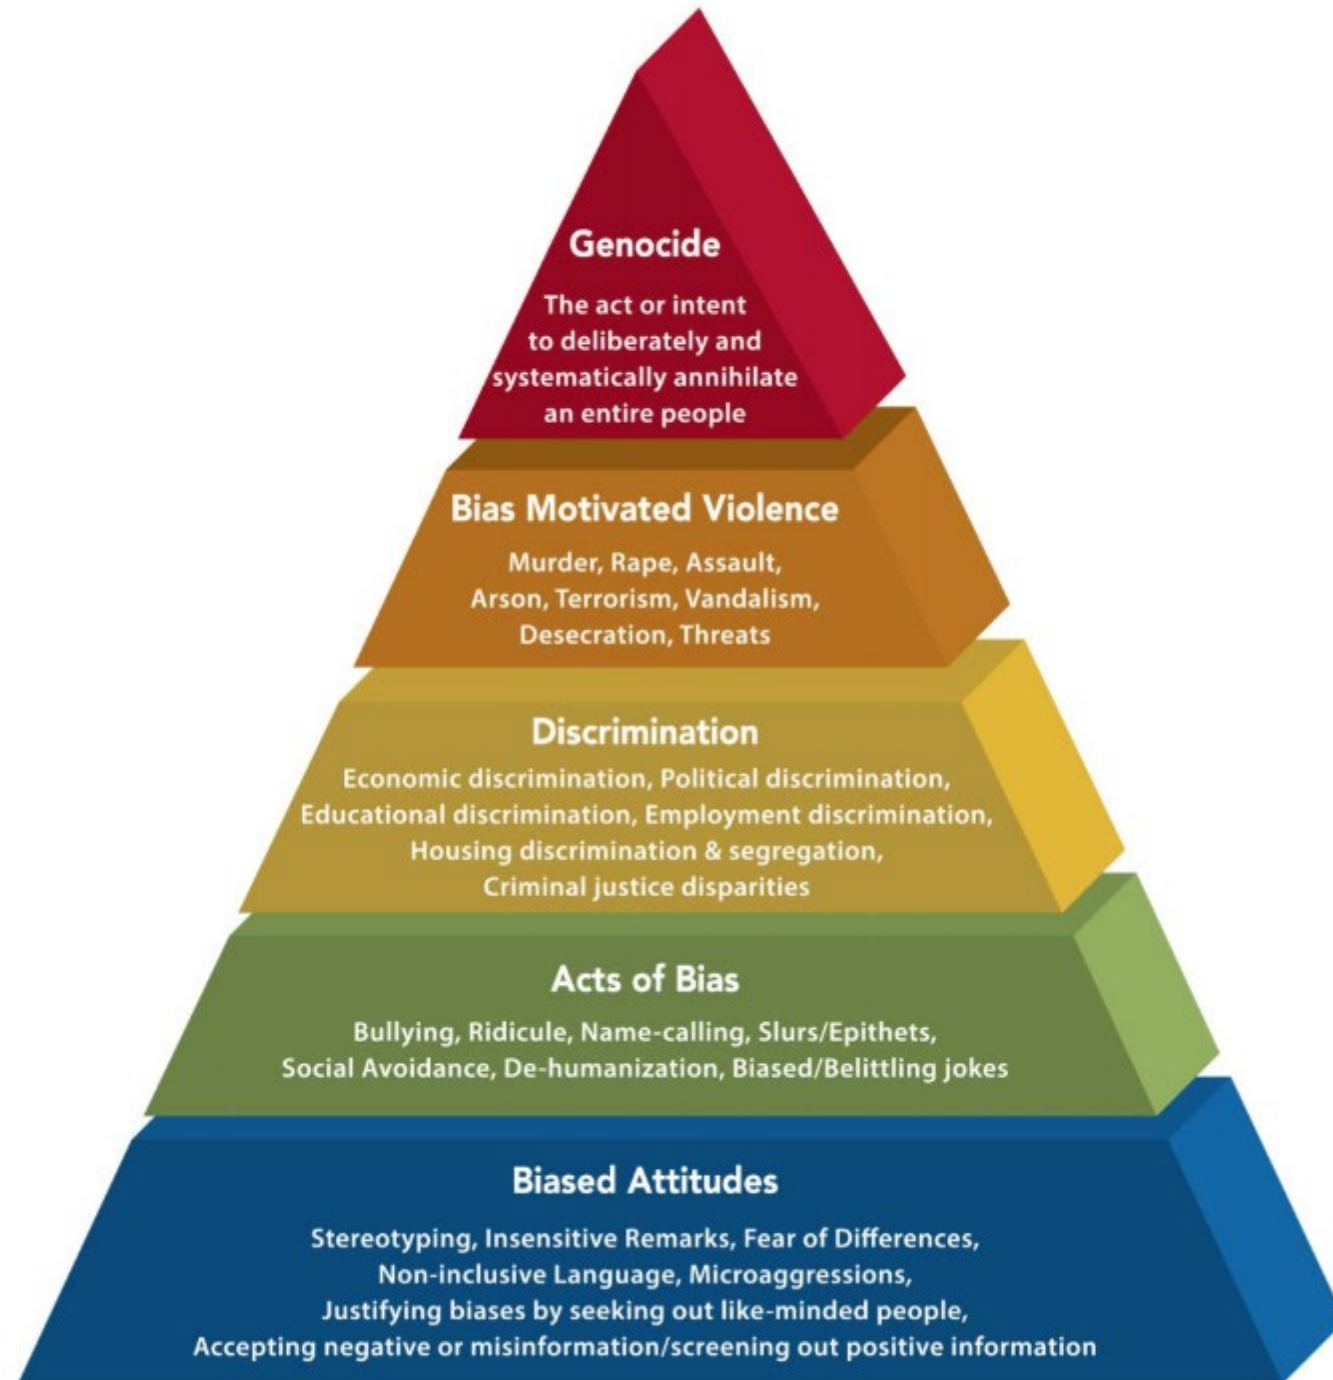 Genocide
The act or intent
to deliberately and
systematically annihilate
an entire people
Bias Motivated Violence
Murder, Rape, Assault,
Arson, Terrorism, Vandalism,
Desecration, Threats
Discrimination
Economic discrimination, Political discrimination,
Educational discrimination, Employment discrimination,
Housing discrimination & segregation,
Criminal justice disparities
Acts of Bias
Bullying, Ridicule, Name-calling, Slurs/Epithets,
Social Avoidance, De-humanization, Biased/Belittling jokes
Biased Attitudes
Stereotyping, Insensitive Remarks, Fear of Differences,
Non-inclusive Language, Microaggressions,
Justifying biases by seeking out like-minded people,
Accepting negative or misinformation/screening out positive information